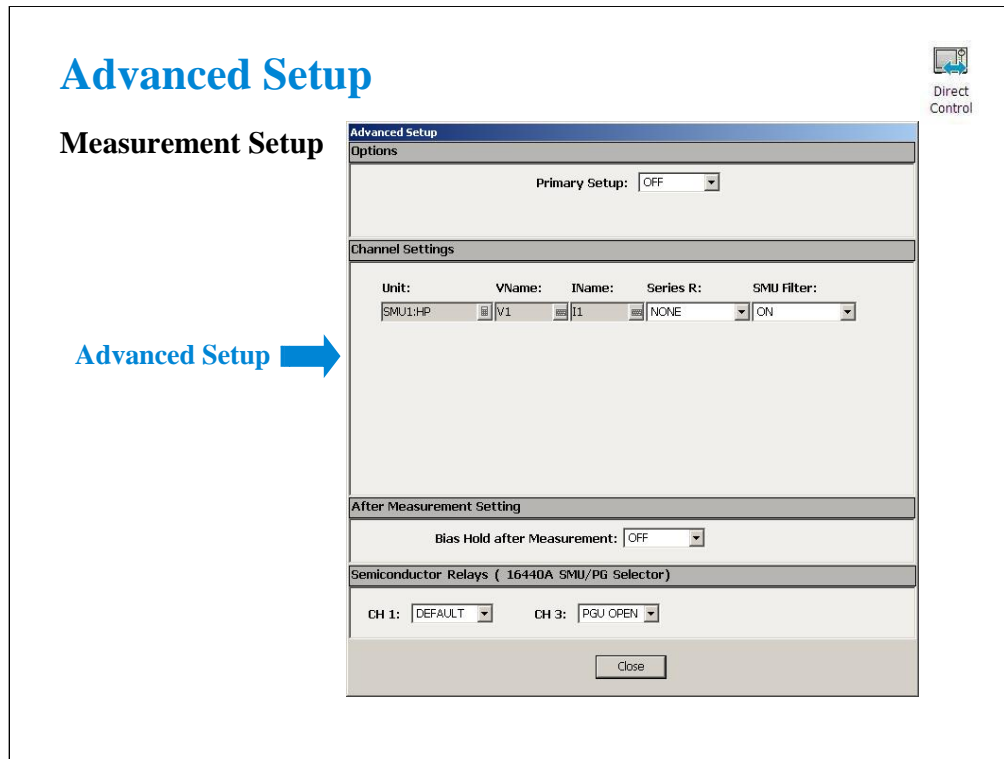 Advanced Setup
Direct
Control
Measurement Setup
Advanced Setup
Options
Primary Setup: OFF
Channel Settings
Unit: VName: IName: Series R: SMU Filter:
SMU1:HP V1 I1 NONE ON
Advanced Setup
After Measurement Setting
Bias Hold after Measurement: OFF
Semiconductor Relays ( 16440A SMU/PG Selector)
CH 1: DEFAULT CH 3: PGU OPEN
Close